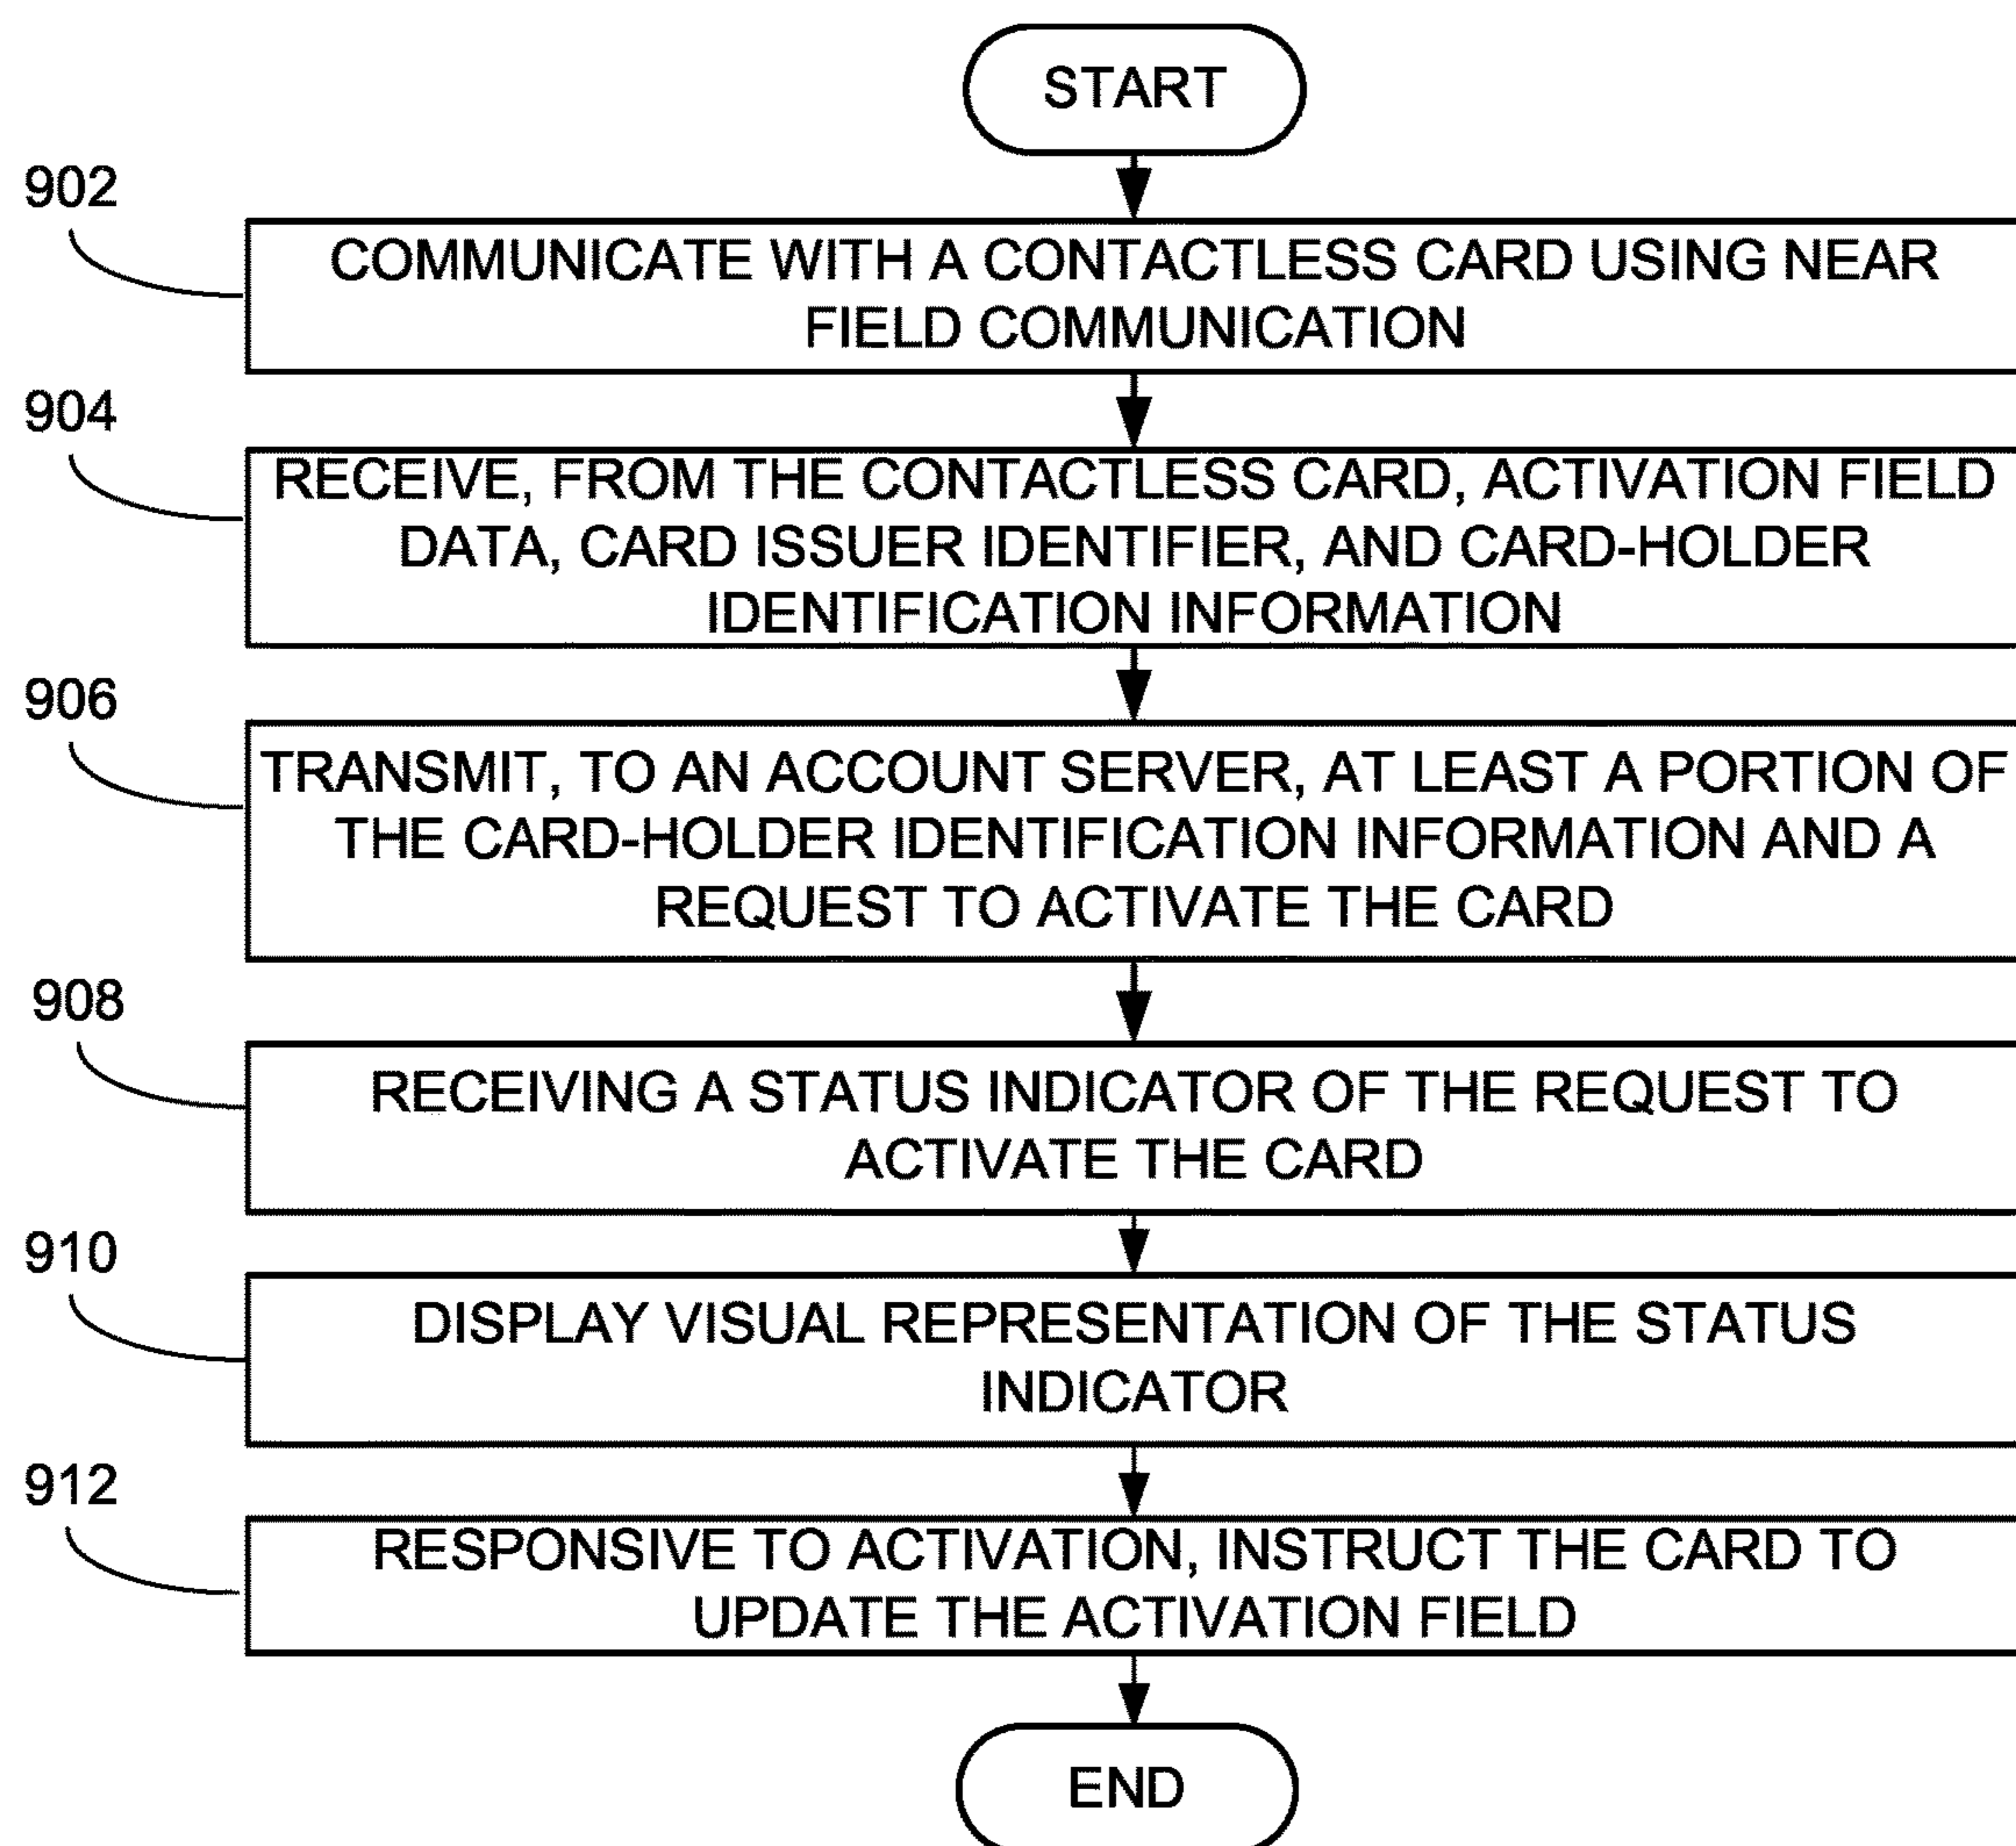 START
902
COMMUNICATE WITH A CONTACTLESS CARD USING NEAR
FIELD COMMUNICATION
904
RECEIVE, FROM THE CONTACTLESS CARD, ACTIVATION FIELD
DATA, CARD ISSUER IDENTIFIER, AND CARD-HOLDER
IDENTIFICATION INFORMATION
906
TRANSMIT, TO AN ACCOUNT SERVER, AT LEAST A PORTION OF
THE CARD-HOLDER IDENTIFICATION INFORMATION AND A
REQUEST TO ACTIVATE THE CARD
908
RECEIVING A STATUS INDICATOR OF THE REQUEST TO
ACTIVATE THE CARD
910
DISPLAY VISUAL REPRESENTATION OF THE STATUS
INDICATOR
912
RESPONSIVE TO ACTIVATION, INSTRUCT THE CARD TO
UPDATE THE ACTIVATION FIELD
END